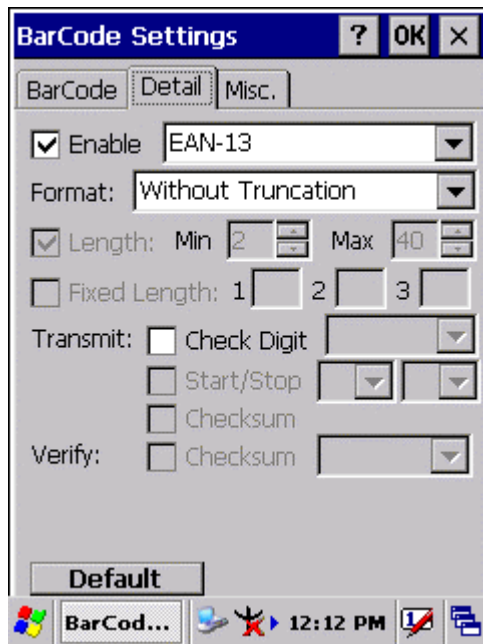 BarCode Settings ? OK ×
BarCode Detail Misc.
Enable EAN-13
Format: Without Truncation
Length: Min 2 Max 40
Fixed Length: 1 2 3
Transmit: Check Digit
Start/Stop
Checksum
Verify: Checksum
Default
BarCod... 12:12 PM 1